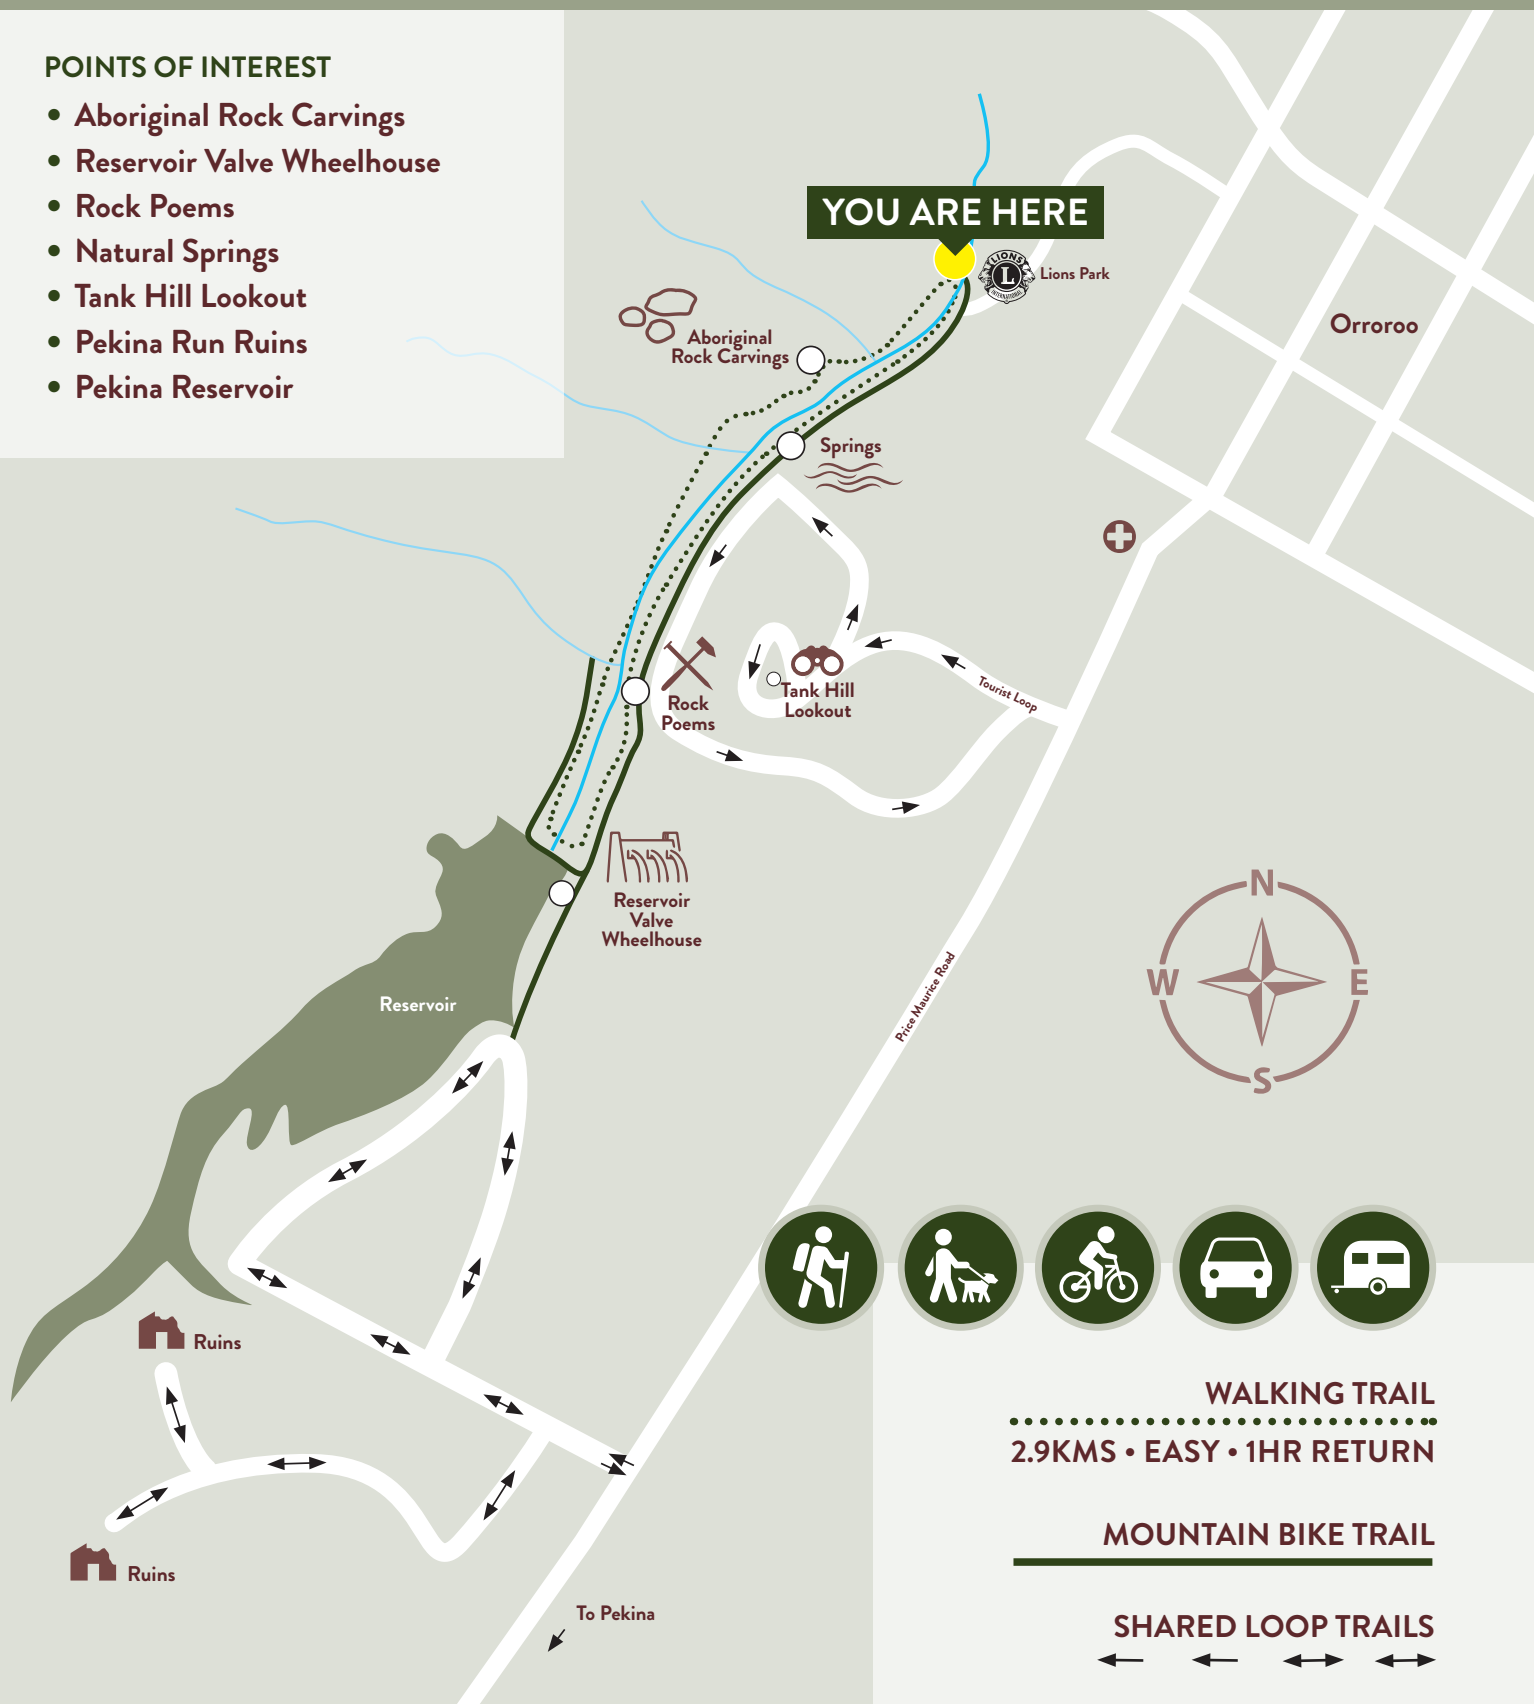 POINTS OF INTEREST
• Aboriginal Rock Carvings
• Reservoir Valve Wheelhouse
• Rock Poems
• Natural Springs
• Tank Hill Lookout
• Pekina Run Ruins
• Pekina Reservoir
YOU ARE HERE
LIONS
L
INTERNATIONAL
Lions Park
Orroroo
Aboriginal
Rock Carvings
Springs
Rock
Poems
Tank Hill
Lookout
Tourist Loop
Reservoir
Valve
Wheelhouse
Reservoir
Price Maurice Road
N
W
E
S
Ruins
Ruins
To Pekina
WALKING TRAIL
2.9KMS • EASY • 1HR RETURN
MOUNTAIN BIKE TRAIL
SHARED LOOP TRAILS